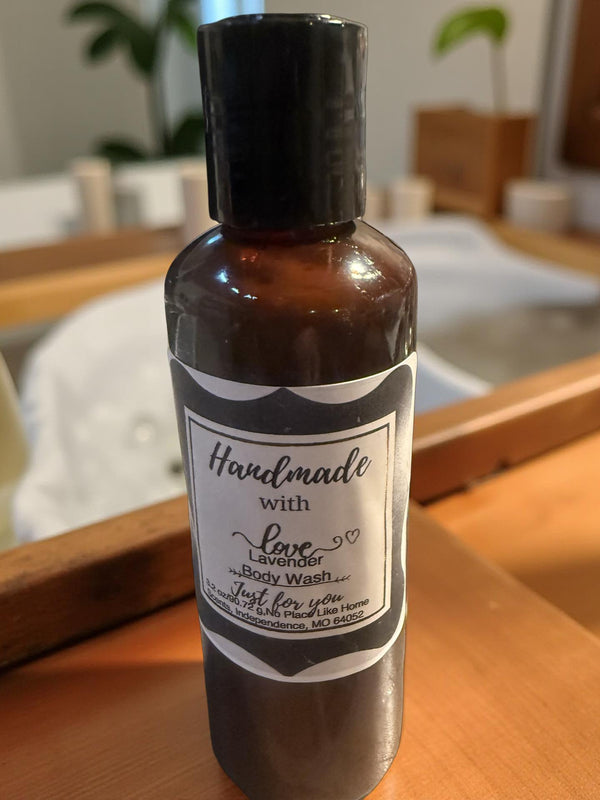 Handmade
with
love
Lavender
Body Wash
Just for you
3.2 oz/90.72 g,No Place Like Home
Scents, Independence, MO 64052